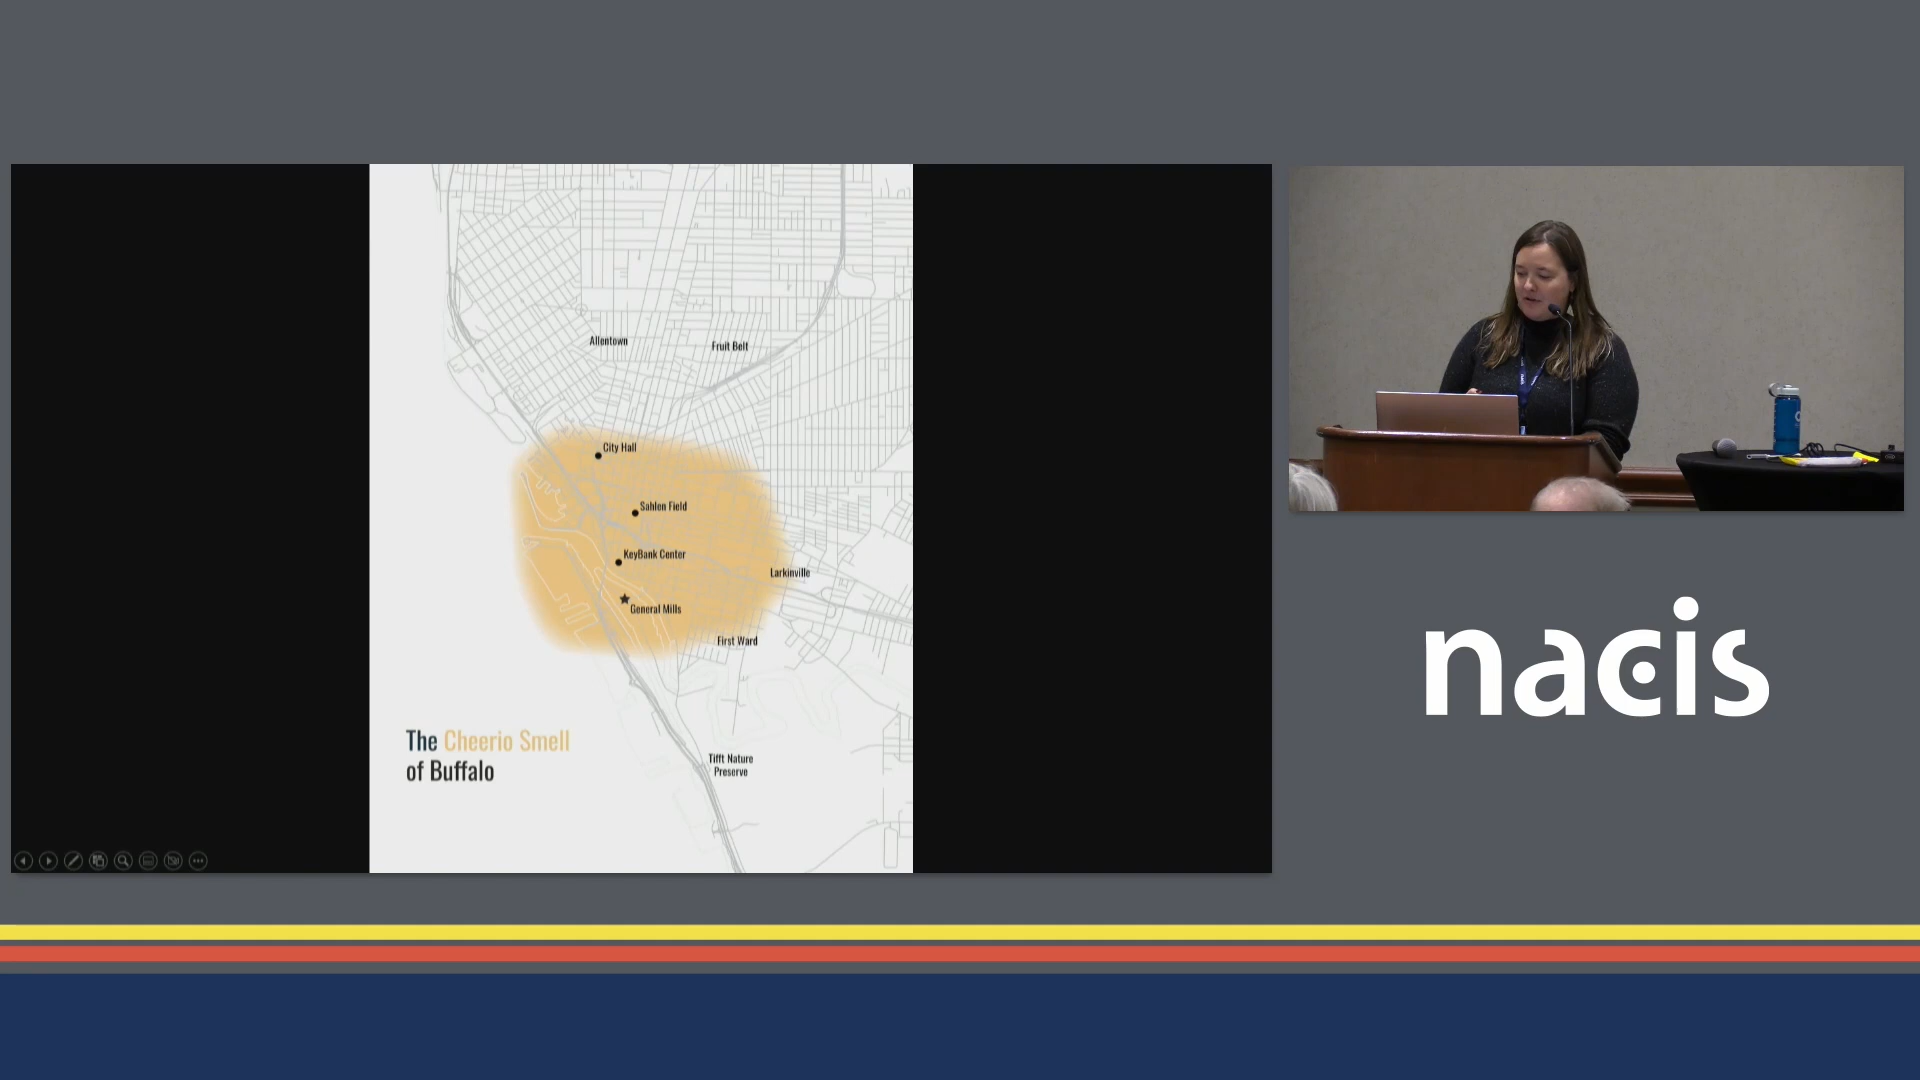 Allentown
Fruit Belt
City Hall
Sahlen Field
KeyBank Center
Larkinville
General Mills
First Ward
The Cheerio Smell
of Buffalo
Tifft Nature
Preserve
nacis